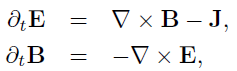 ∂ₜ𝐄 = ∇ × 𝐁 − 𝐉,
∂ₜ𝐁 = −∇ × 𝐄,